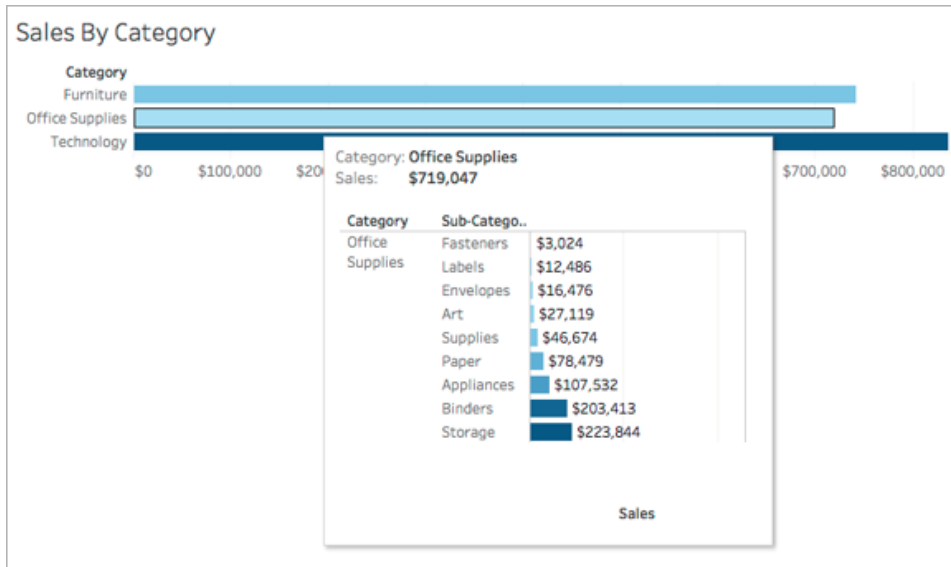 Sales By Category
Category
Furniture
Office Supplies
Technology
$0 $100,000 $20 $700,000 $800,000
Category: Office Supplies
Sales: $719,047
Category Sub-Catego..
Office Supplies Fasteners $3,024
Labels $12,486
Envelopes $16,476
Art $27,119
Supplies $46,674
Paper $78,479
Appliances $107,532
Binders $203,413
Storage $223,844
Sales